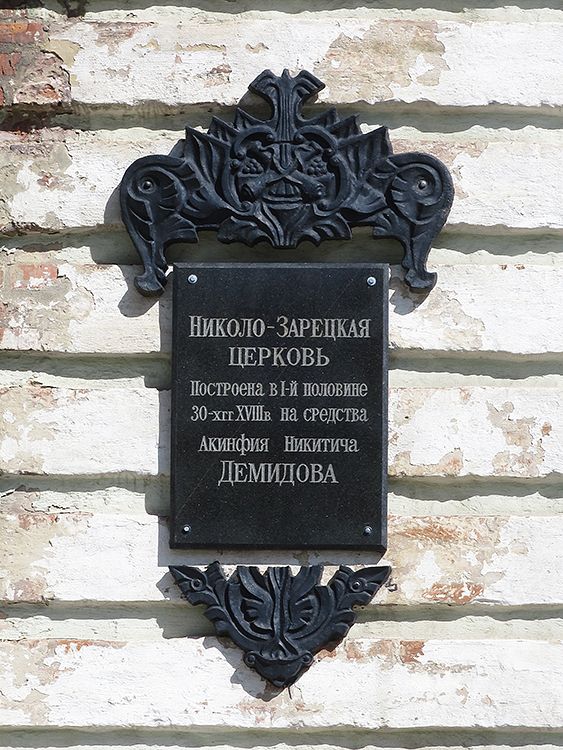 Николо-Зарецкая
церковь
Построена в I-й половине
30-хгг XVIIIв. на средства
Акинфия Никитича
Демидова